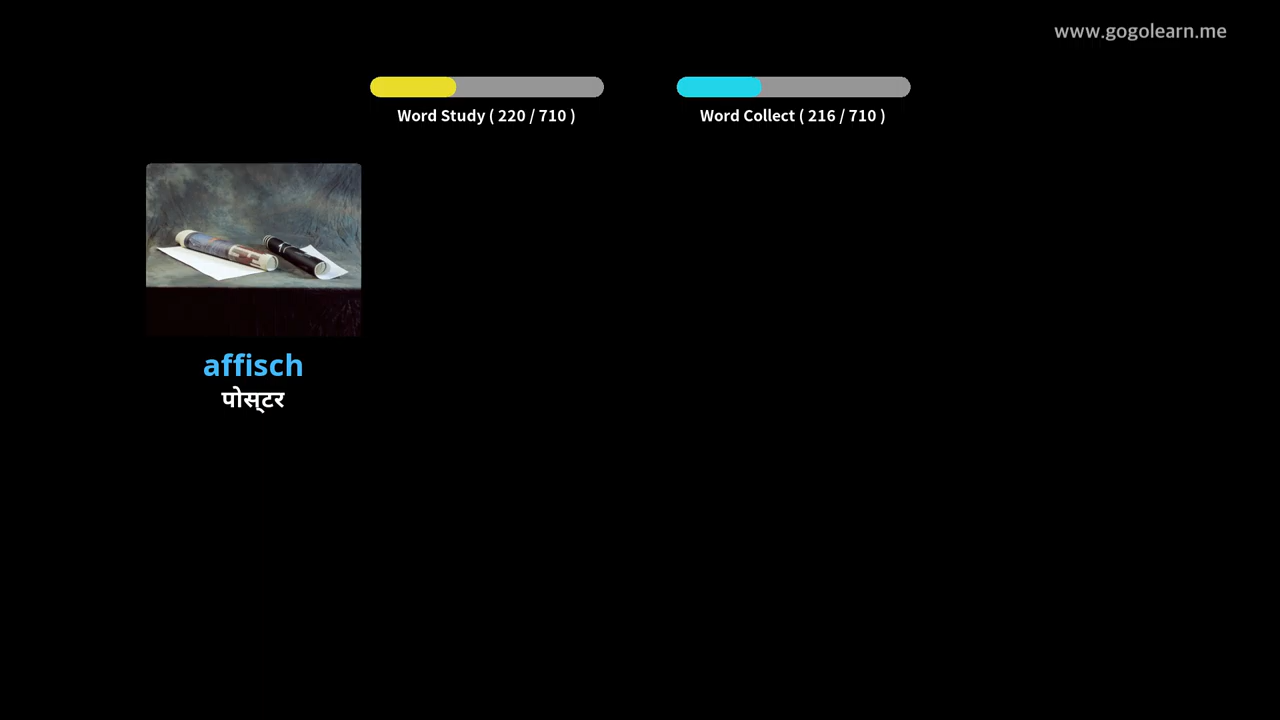 www.gogolearn.me
Word Study ( 220 / 710 )
Word Collect ( 216 / 710 )
affisch
पोस्टर